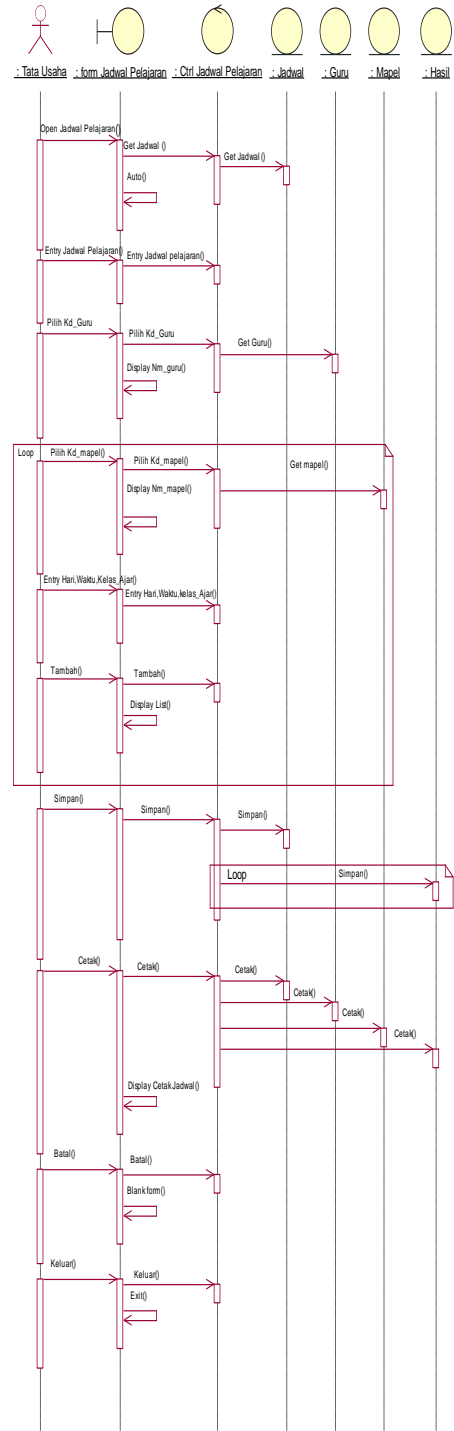 : Tata Usaha : form Jadwal Pelajaran : Ctrl Jadwal Pelajaran : Jadwal : Guru : Mapel : Hasil
Open Jadwal Pelajaran()
Get Jadwal ()
Get Jadwal()
Auto()
Entry Jadwal Pelajaran()
Entry Jadwal pelajaran()
Pilih Kd_Guru
Pilih Kd_Guru
Get Guru()
Display Nm_guru()
Loop
Pilih Kd_mapel()
Pilih Kd_mapel()
Get mapel()
Display Nm_mapel()
Entry Hari,Waktu,Kelas_Ajar()
Entry Hari,Waktu,kelas_Ajar()
Tambah()
Tambah()
Display List()
Simpan()
Simpan()
Simpan()
Loop
Simpan()
Cetak()
Cetak()
Cetak()
Cetak()
Cetak()
Cetak()
Display CetakJadwal()
Batal()
Batal()
Blank form()
Keluar()
Keluar()
Exit()